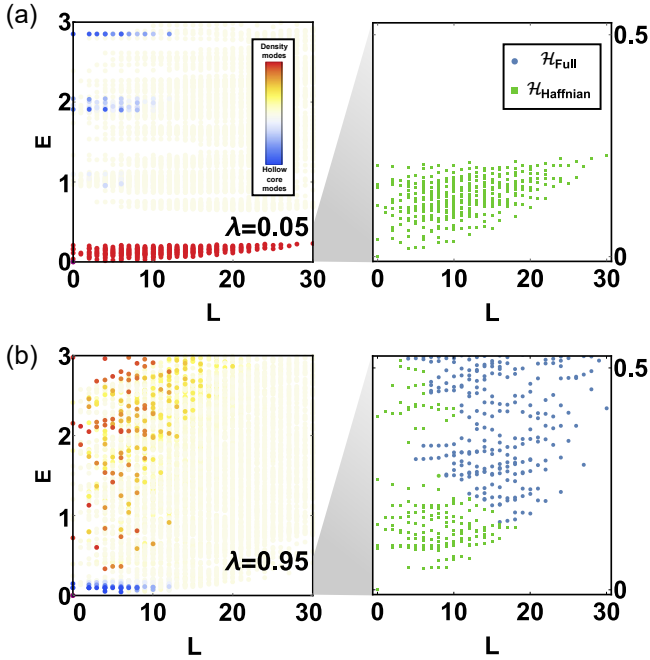 (a)
3
2
1
0
E
Density
modes
Hollow
core
modes
λ=0.05
0 10 20 30
L
0.5
0
ℋFull
ℋHaffnian
0 10 20 30
L
(b)
3
2
1
0
E
λ=0.95
0 10 20 30
L
0.5
0
0 10 20 30
L